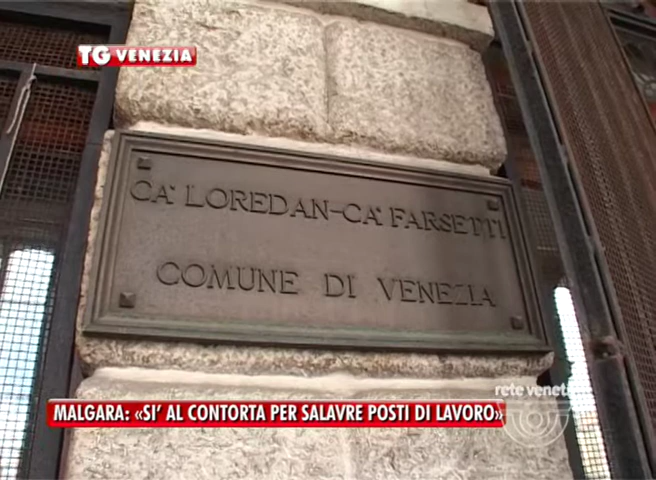 TG VENEZIA
CA' LOREDAN-CA' FARSETTI
COMUNE DI VENEZIA
rete veneta
MALGARA: «SI' AL CONTORTA PER SALAVRE POSTI DI LAVORO»